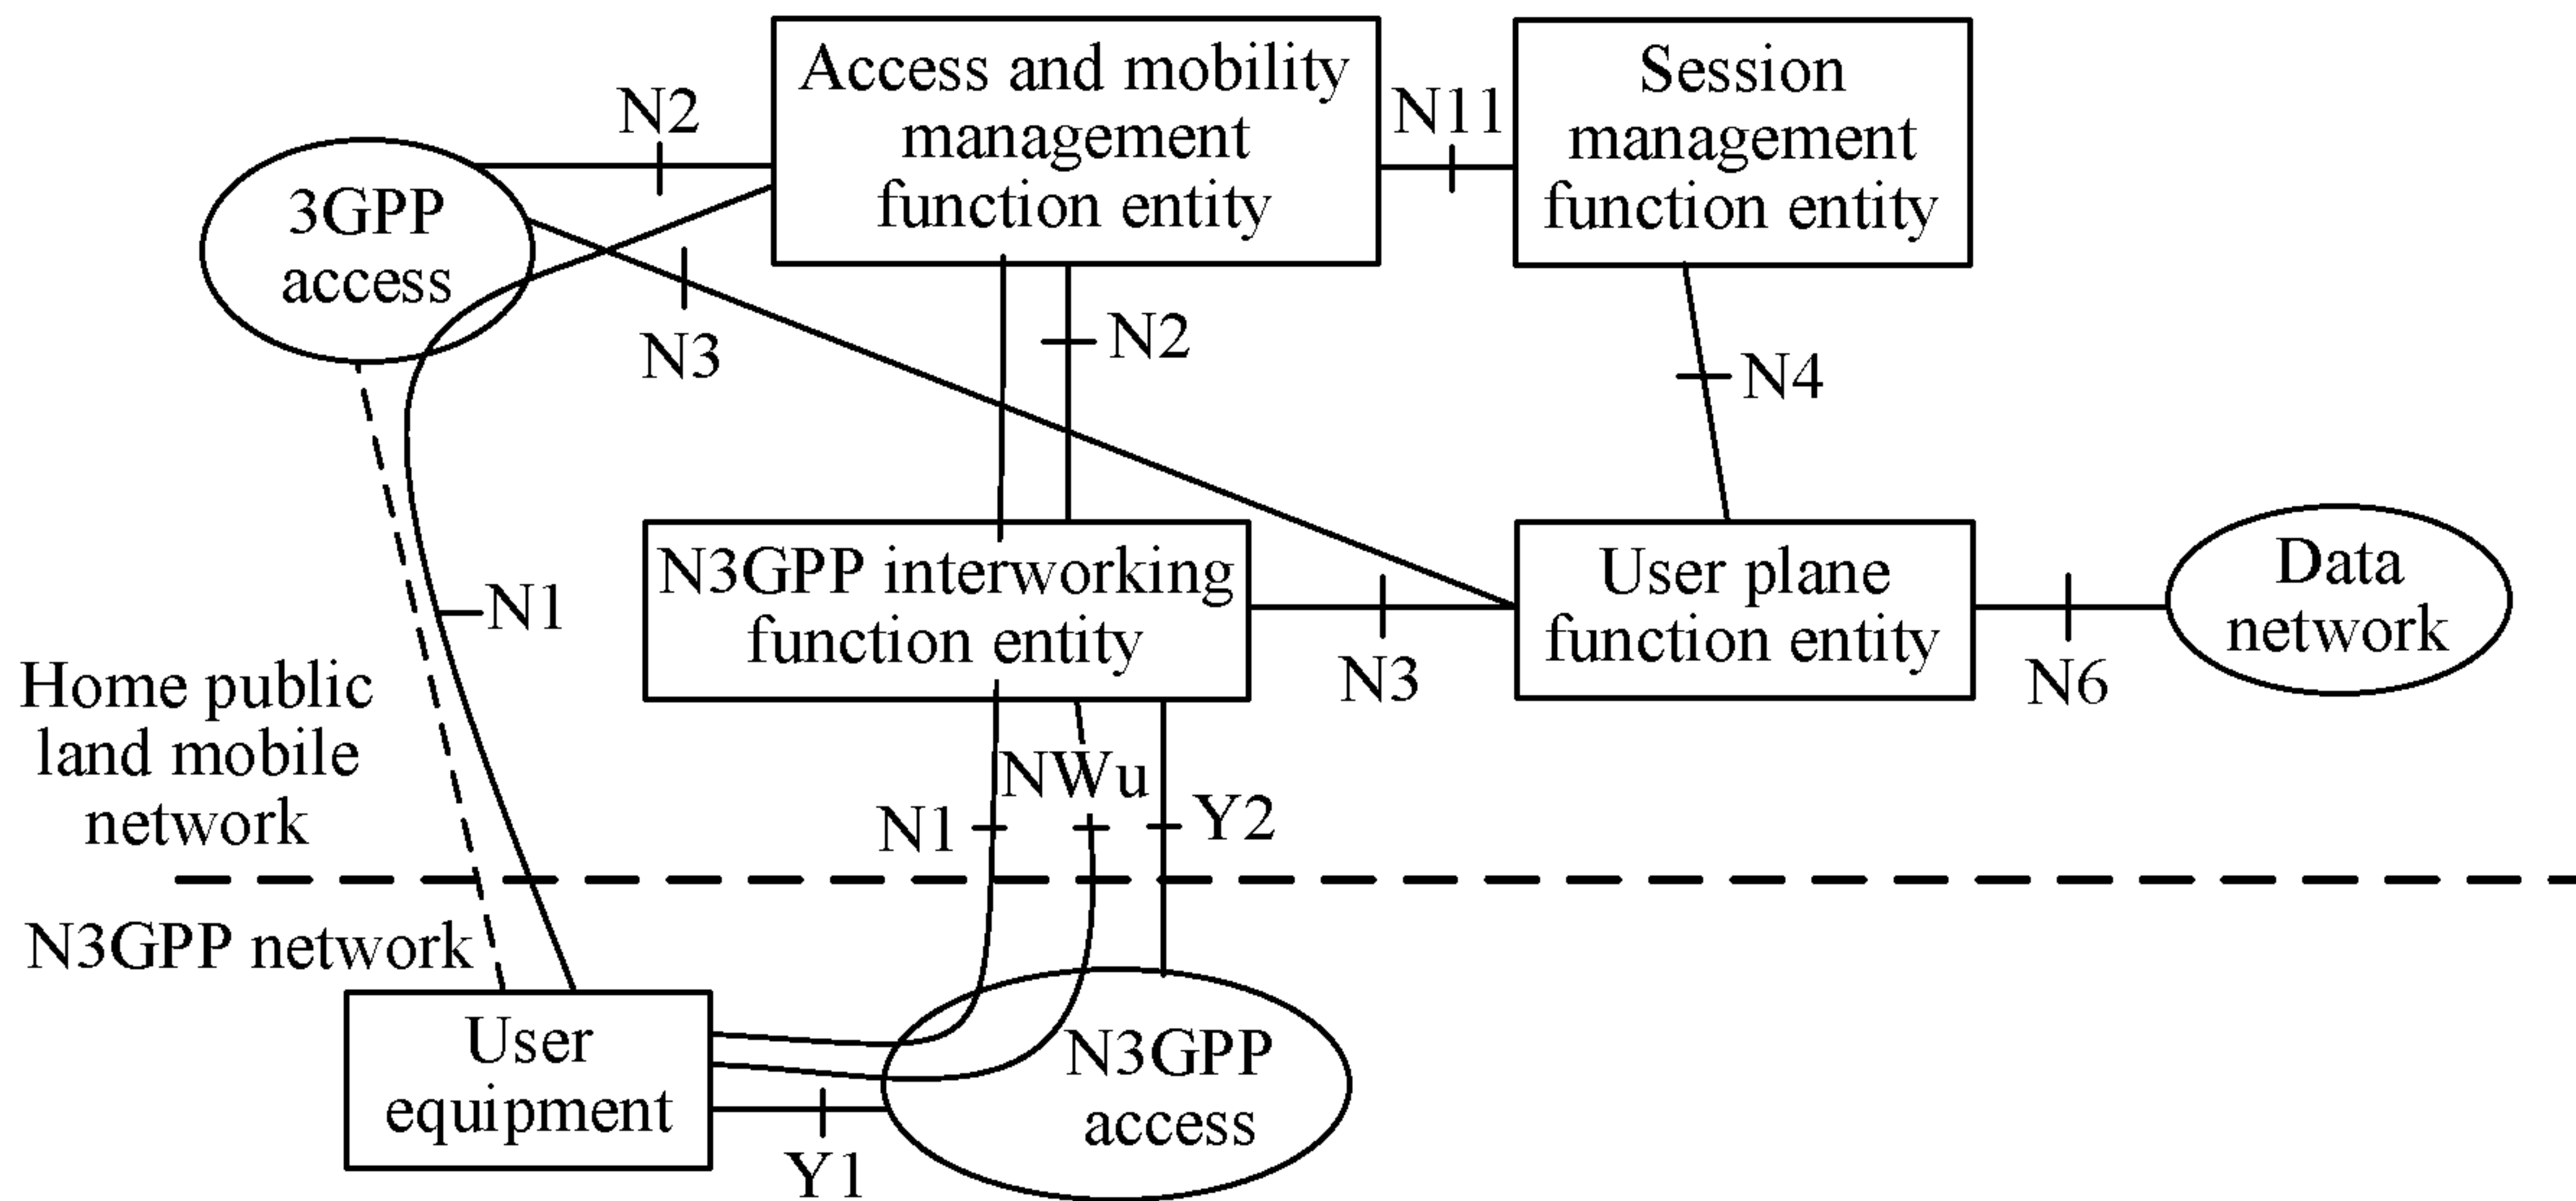 Access and mobility
management
function entity
Session
management
function entity
N2
N11
3GPP
access
N3
N2
N4
N3GPP interworking
function entity
User plane
function entity
Data
network
N1
N3
N6
Home public
land mobile
network
NWu
N1
Y2
N3GPP network
User
equipment
N3GPP
access
Y1